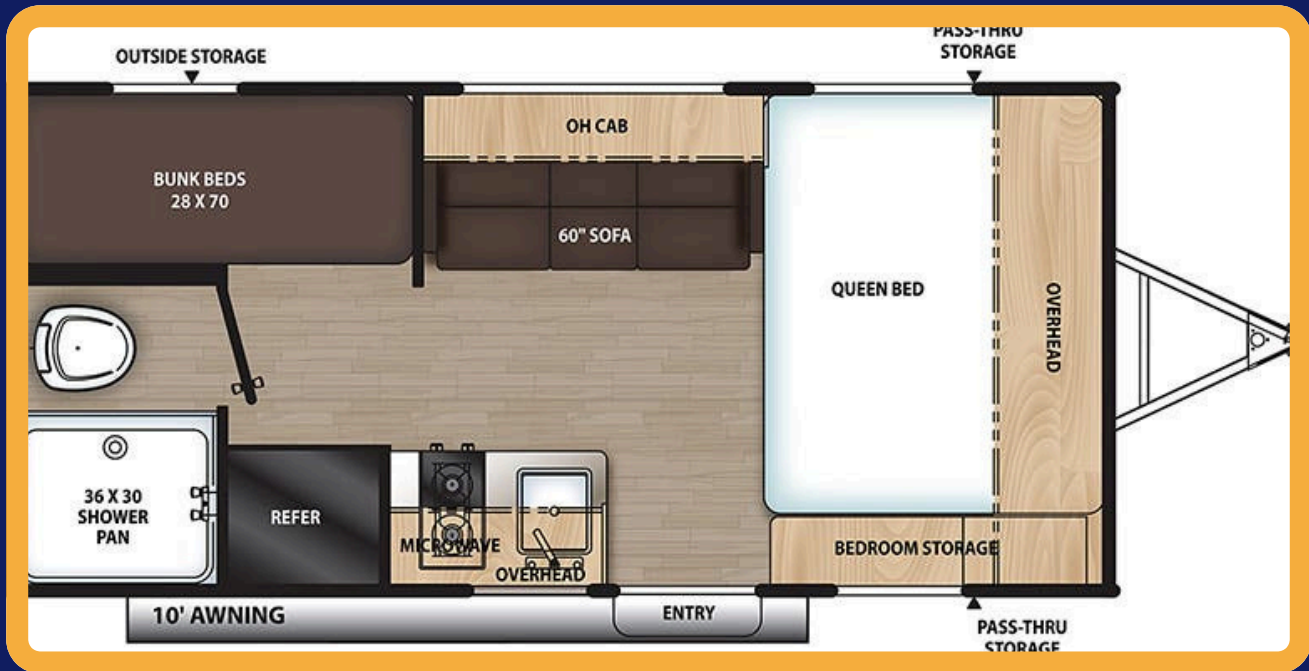 OUTSIDE STORAGE
PASS-THRU
STORAGE
OH CAB
BUNK BEDS
28 X 70
60" SOFA
QUEEN BED
OVERHEAD
36 X 30
SHOWER
PAN
REFER
MICROWAVE
OVERHEAD
BEDROOM STORAGE
10' AWNING
ENTRY
PASS-THRU
STORAGE